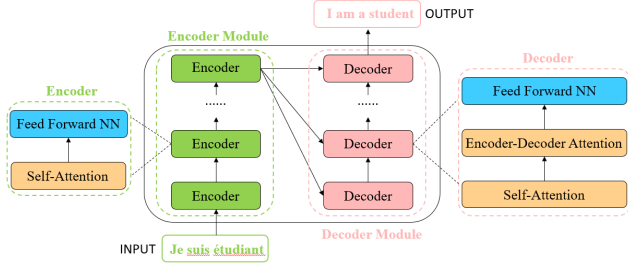 I am a student OUTPUT
Encoder Module
Encoder
Feed Forward NN
Self-Attention
Encoder
......
Encoder
Encoder
Decoder
......
Decoder
Decoder
Decoder
Feed Forward NN
Encoder-Decoder Attention
Self-Attention
Decoder Module
INPUT Je suis étudiant